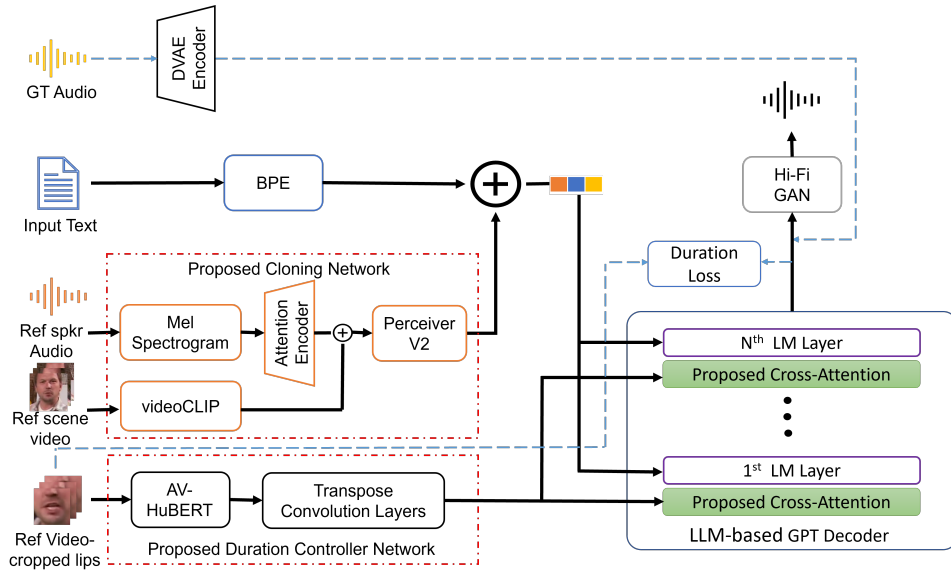 GT Audio
DVAE
Encoder
Input Text
BPE
Hi-Fi
GAN
Duration
Loss
Proposed Cloning Network
Ref spkr
Audio
Mel
Spectrogram
Attention
Encoder
Perceiver
V2
Ref scene
video
videoCLIP
Nth LM Layer
Proposed Cross-Attention
1st LM Layer
Proposed Cross-Attention
LLM-based GPT Decoder
Ref Video-
cropped lips
AV-
HuBERT
Transpose
Convolution Layers
Proposed Duration Controller Network